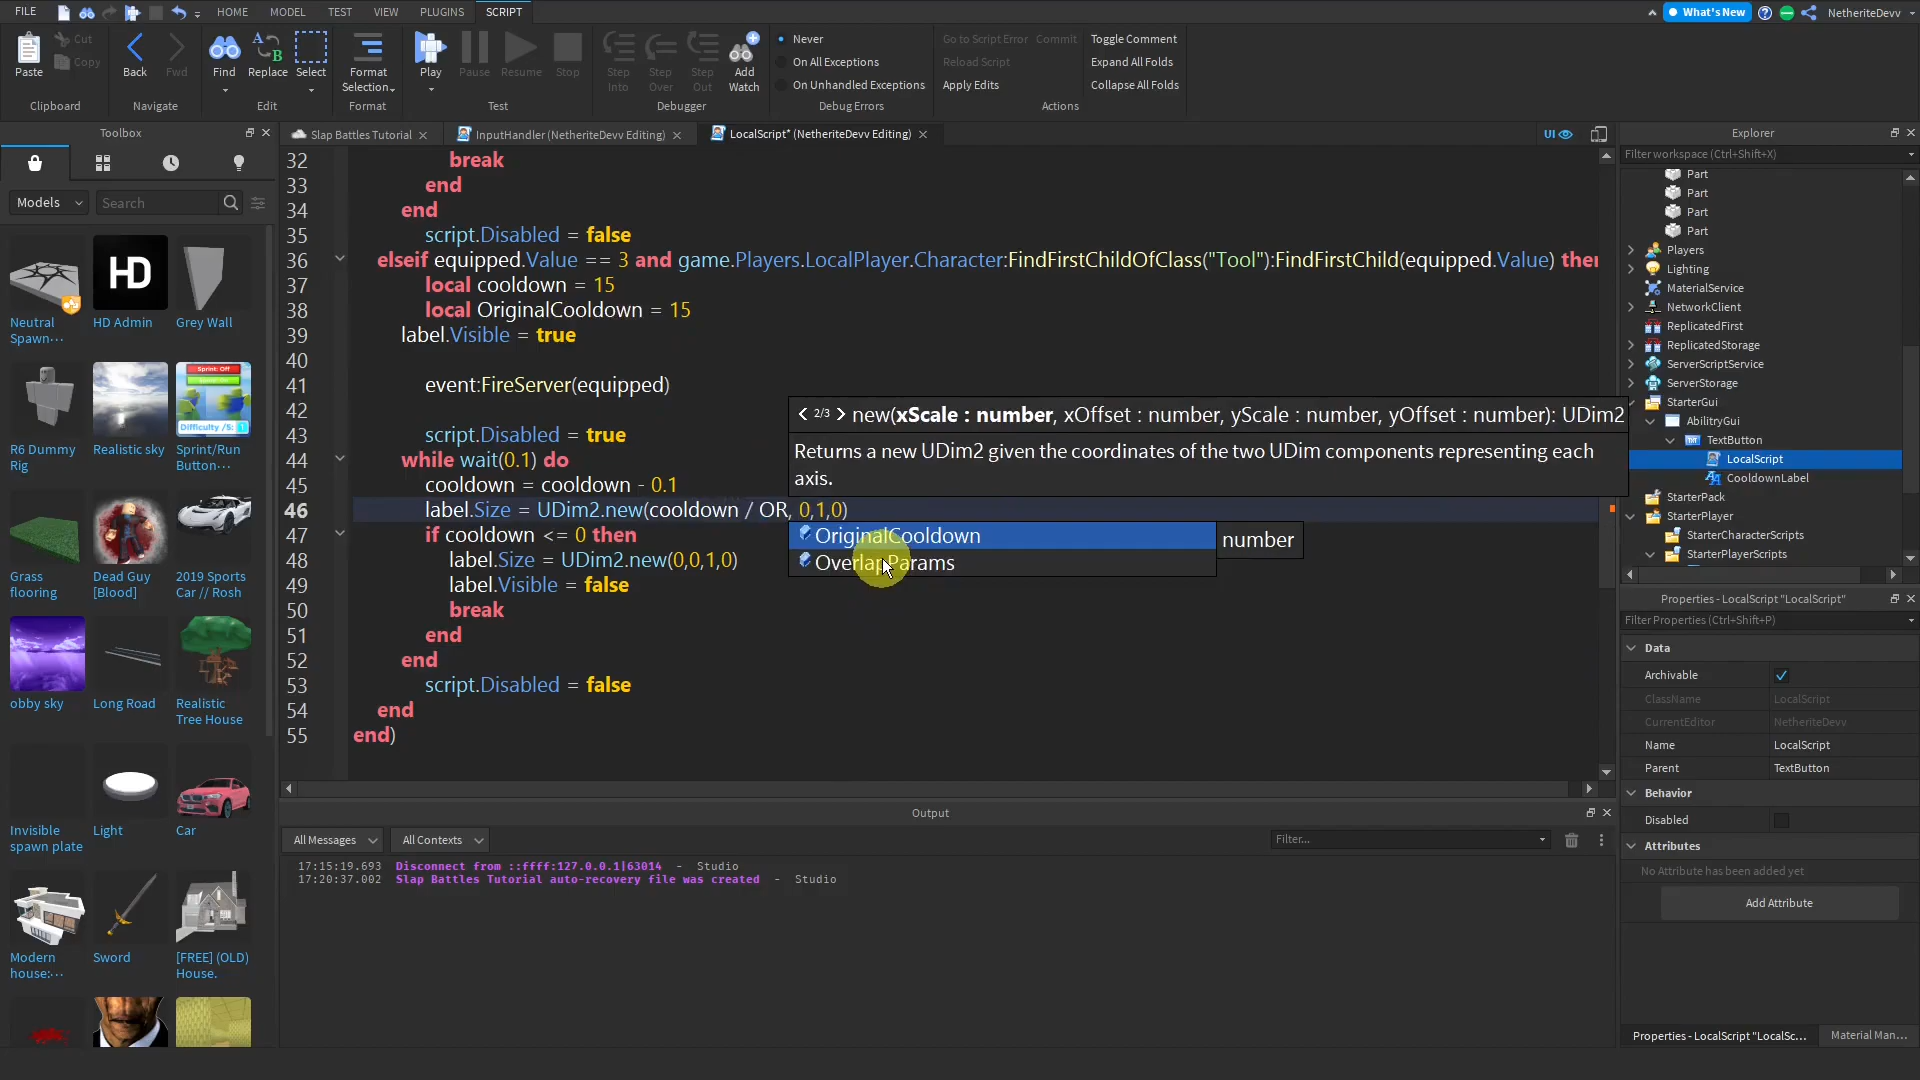 FILE
HOME
MODEL
TEST
VIEW
PLUGINS
SCRIPT
What's New
NetheriteDevv
Paste
Cut
Copy
Clipboard
Back
Fwd
Navigate
Find
Replace
Select
Edit
Format
Selection
Format
Play
Pause
Resume
Stop
Test
Step
Into
Step
Over
Step
Out
Add
Watch
Debugger
Never
On All Exceptions
On Unhandled Exceptions
Debug Errors
Go to Script Error
Commit
Reload Script
Apply Edits
Toggle Comment
Expand All Folds
Collapse All Folds
Actions
Toolbox
Models
Search
Neutral
Spawn...
HD
HD Admin
Grey Wall
R6 Dummy
Rig
Realistic sky
Sprint: Off
Difficulty /5: 1
Sprint/Run
Button...
Grass
flooring
Dead Guy
[Blood]
2019 Sports
Car // Rosh
obby sky
Long Road
Realistic
Tree House
Invisible
spawn plate
Light
Car
Modern
house:...
Sword
[FREE] (OLD)
House.
Slap Battles Tutorial
InputHandler (NetheriteDevv Editing)
LocalScript* (NetheriteDevv Editing)
UI
32 break
33 end
34 end
35 script.Disabled = false
36 elseif equipped.Value == 3 and game.Players.LocalPlayer.Character:FindFirstChildOfClass("Tool"):FindFirstChild(equipped.Value) then
37 local cooldown = 15
38 local OriginalCooldown = 15
39 label.Visible = true
40
41 event:FireServer(equipped)
42
43 script.Disabled = true
44 while wait(0.1) do
45 cooldown = cooldown - 0.1
46 label.Size = UDim2.new(cooldown / OR, 0,1,0)
47 if cooldown <= 0 then
48 label.Size = UDim2.new(0,0,1,0)
49 label.Visible = false
50 break
51 end
52 end
53 script.Disabled = false
54 end
55 end)
< 2/3 > new(xScale : number, xOffset : number, yScale : number, yOffset : number): UDim2
Returns a new UDim2 given the coordinates of the two UDim components representing each
axis.
OriginalCooldown
number
OverlapParams
Output
All Messages
All Contexts
Filter...
17:15:19.693 Disconnect from ::ffff:127.0.0.1|63014 - Studio
17:20:37.002 Slap Battles Tutorial auto-recovery file was created - Studio
Explorer
Filter workspace (Ctrl+Shift+X)
Part
Part
Part
Part
Players
Lighting
MaterialService
NetworkClient
ReplicatedFirst
ReplicatedStorage
ServerScriptService
ServerStorage
StarterGui
AbilitryGui
TextButton
LocalScript
CooldownLabel
StarterPack
StarterPlayer
StarterCharacterScripts
StarterPlayerScripts
Properties - LocalScript "LocalScript"
Filter Properties (Ctrl+Shift+P)
Data
Archivable
ClassName LocalScript
CurrentEditor NetheriteDevv
Name LocalScript
Parent TextButton
Behavior
Disabled
Attributes
No Attribute has been added yet
Add Attribute
Properties - LocalScript "LocalSc...
Material Man...